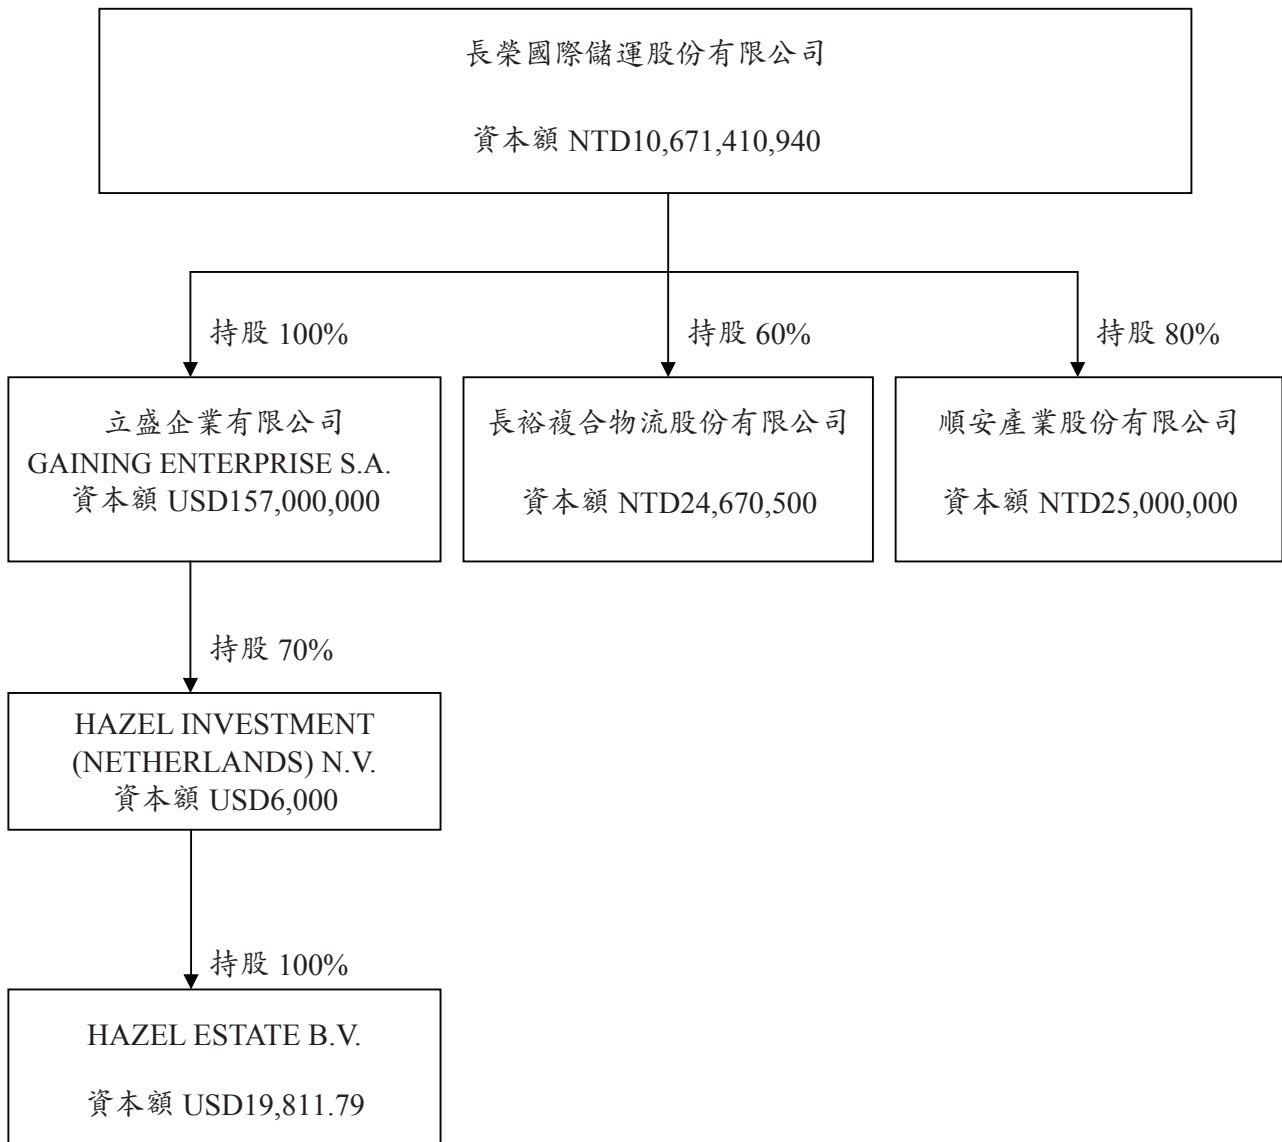 長榮國際儲運股份有限公司
資本額 NTD10,671,410,940
持股 100%
持股 60%
持股 80%
立盛企業有限公司
GAINING ENTERPRISE S.A.
資本額 USD157,000,000
長裕複合物流股份有限公司
資本額 NTD24,670,500
順安產業股份有限公司
資本額 NTD25,000,000
持股 70%
HAZEL INVESTMENT
(NETHERLANDS) N.V.
資本額 USD6,000
持股 100%
HAZEL ESTATE B.V.
資本額 USD19,811.79